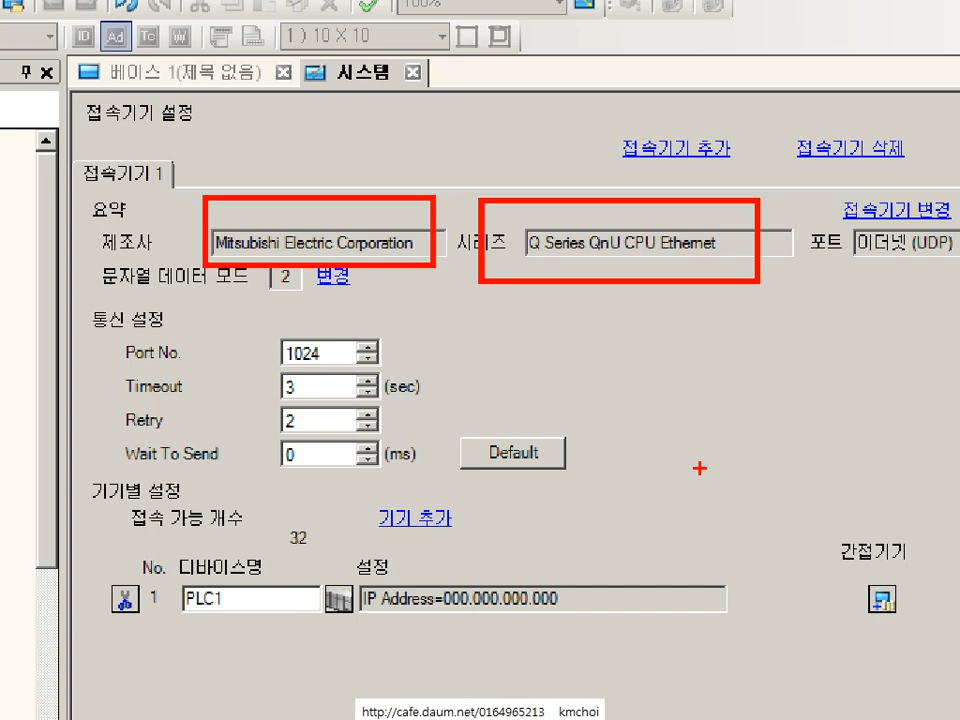 100%
ID Ad Tc W 1 ) 10 X 10
베이스 1(제목 없음) 시스템
접속기기 설정
접속기기 추가 접속기기 삭제
접속기기 1
요약 접속기기 변경
제조사 Mitsubishi Electric Corporation 시리즈 Q Series QnU CPU Ethernet 포트 이더넷 (UDP)
문자열 데이터 모드 2 변경
통신 설정
Port No. 1024
Timeout 3 (sec)
Retry 2
Wait To Send 0 (ms) Default
기기별 설정
접속 가능 개수 기기 추가
32
간접기기
No. 디바이스명 설정
1 PLC1 IP Address=000.000.000.000
http://cafe.daum.net/0164965213 kmchoi